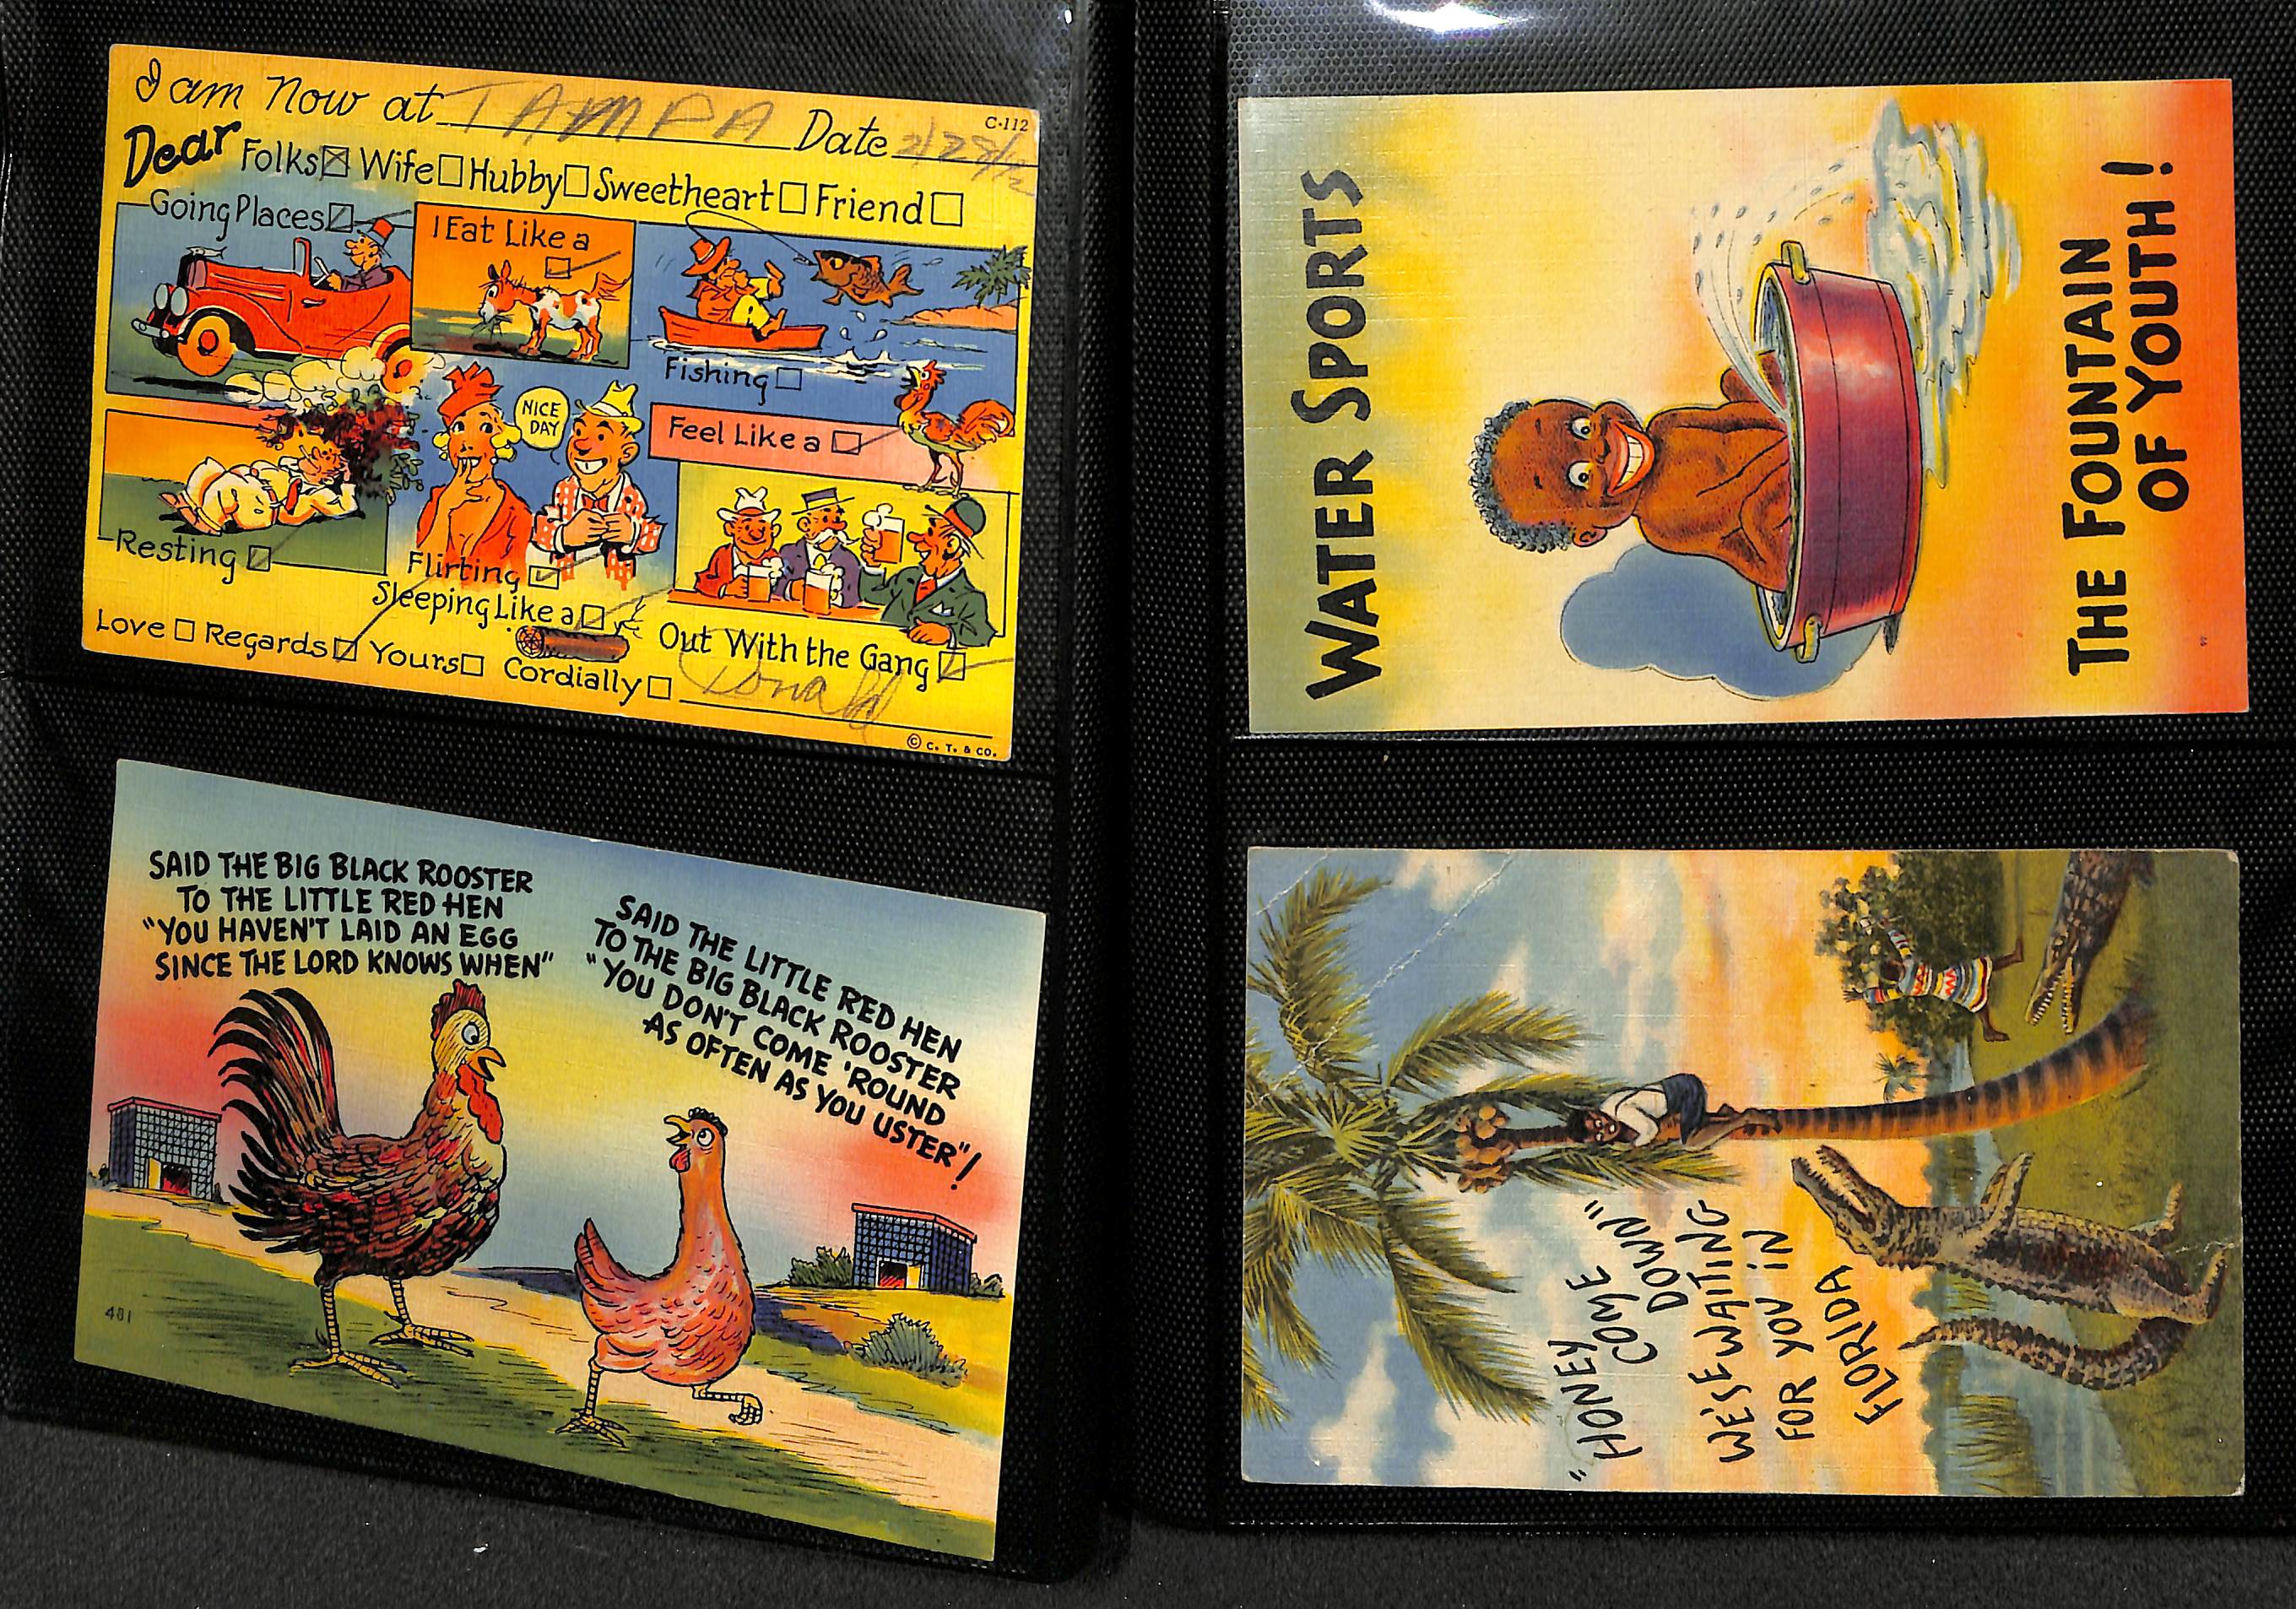 I am Now at TAMPA Date 2/28/
C-112
Dear Folks Wife Hubby Sweetheart Friend
Going Places
I Eat Like a
Fishing
NICE
DAY
Feel Like a
Resting
Flirting
Sleeping Like a
Out With the Gang
Love Regards Yours Cordially
Donald
© C. T. & CO.
SAID THE BIG BLACK ROOSTER
TO THE LITTLE RED HEN
"YOU HAVEN'T LAID AN EGG
SINCE THE LORD KNOWS WHEN"
SAID THE LITTLE RED HEN
TO THE BIG BLACK ROOSTER
"YOU DON'T COME 'ROUND
AS OFTEN AS YOU USTER"!
481
WATER SPORTS
THE FOUNTAIN
OF YOUTH!
"HONEY
COME
DOWN"
WE'SE WAITING
FOR YOU IN
FLORIDA